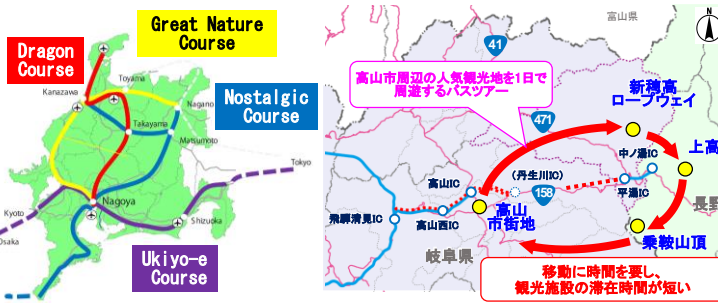 Great Nature
Course
Dragon
Course
Toyama
Kanazawa
Nagano
Nostalgic
Course
Takayama
Matsumoto
Tokyo
Nagoya
Kyoto
Shizuoka
Osaka
Ukiyo-e
Course
富山県
N
41
高山市周辺の人気観光地を1日で
周遊するバスツアー
新穂高
ロープウェイ
471
上高
中ノ湯IC
(丹生川IC)
高山IC
158
平湯IC
長野
飛騨清見IC
高山西IC
高山
市街地
乗鞍山頂
岐阜県
移動に時間を要し、
観光施設の滞在時間が短い